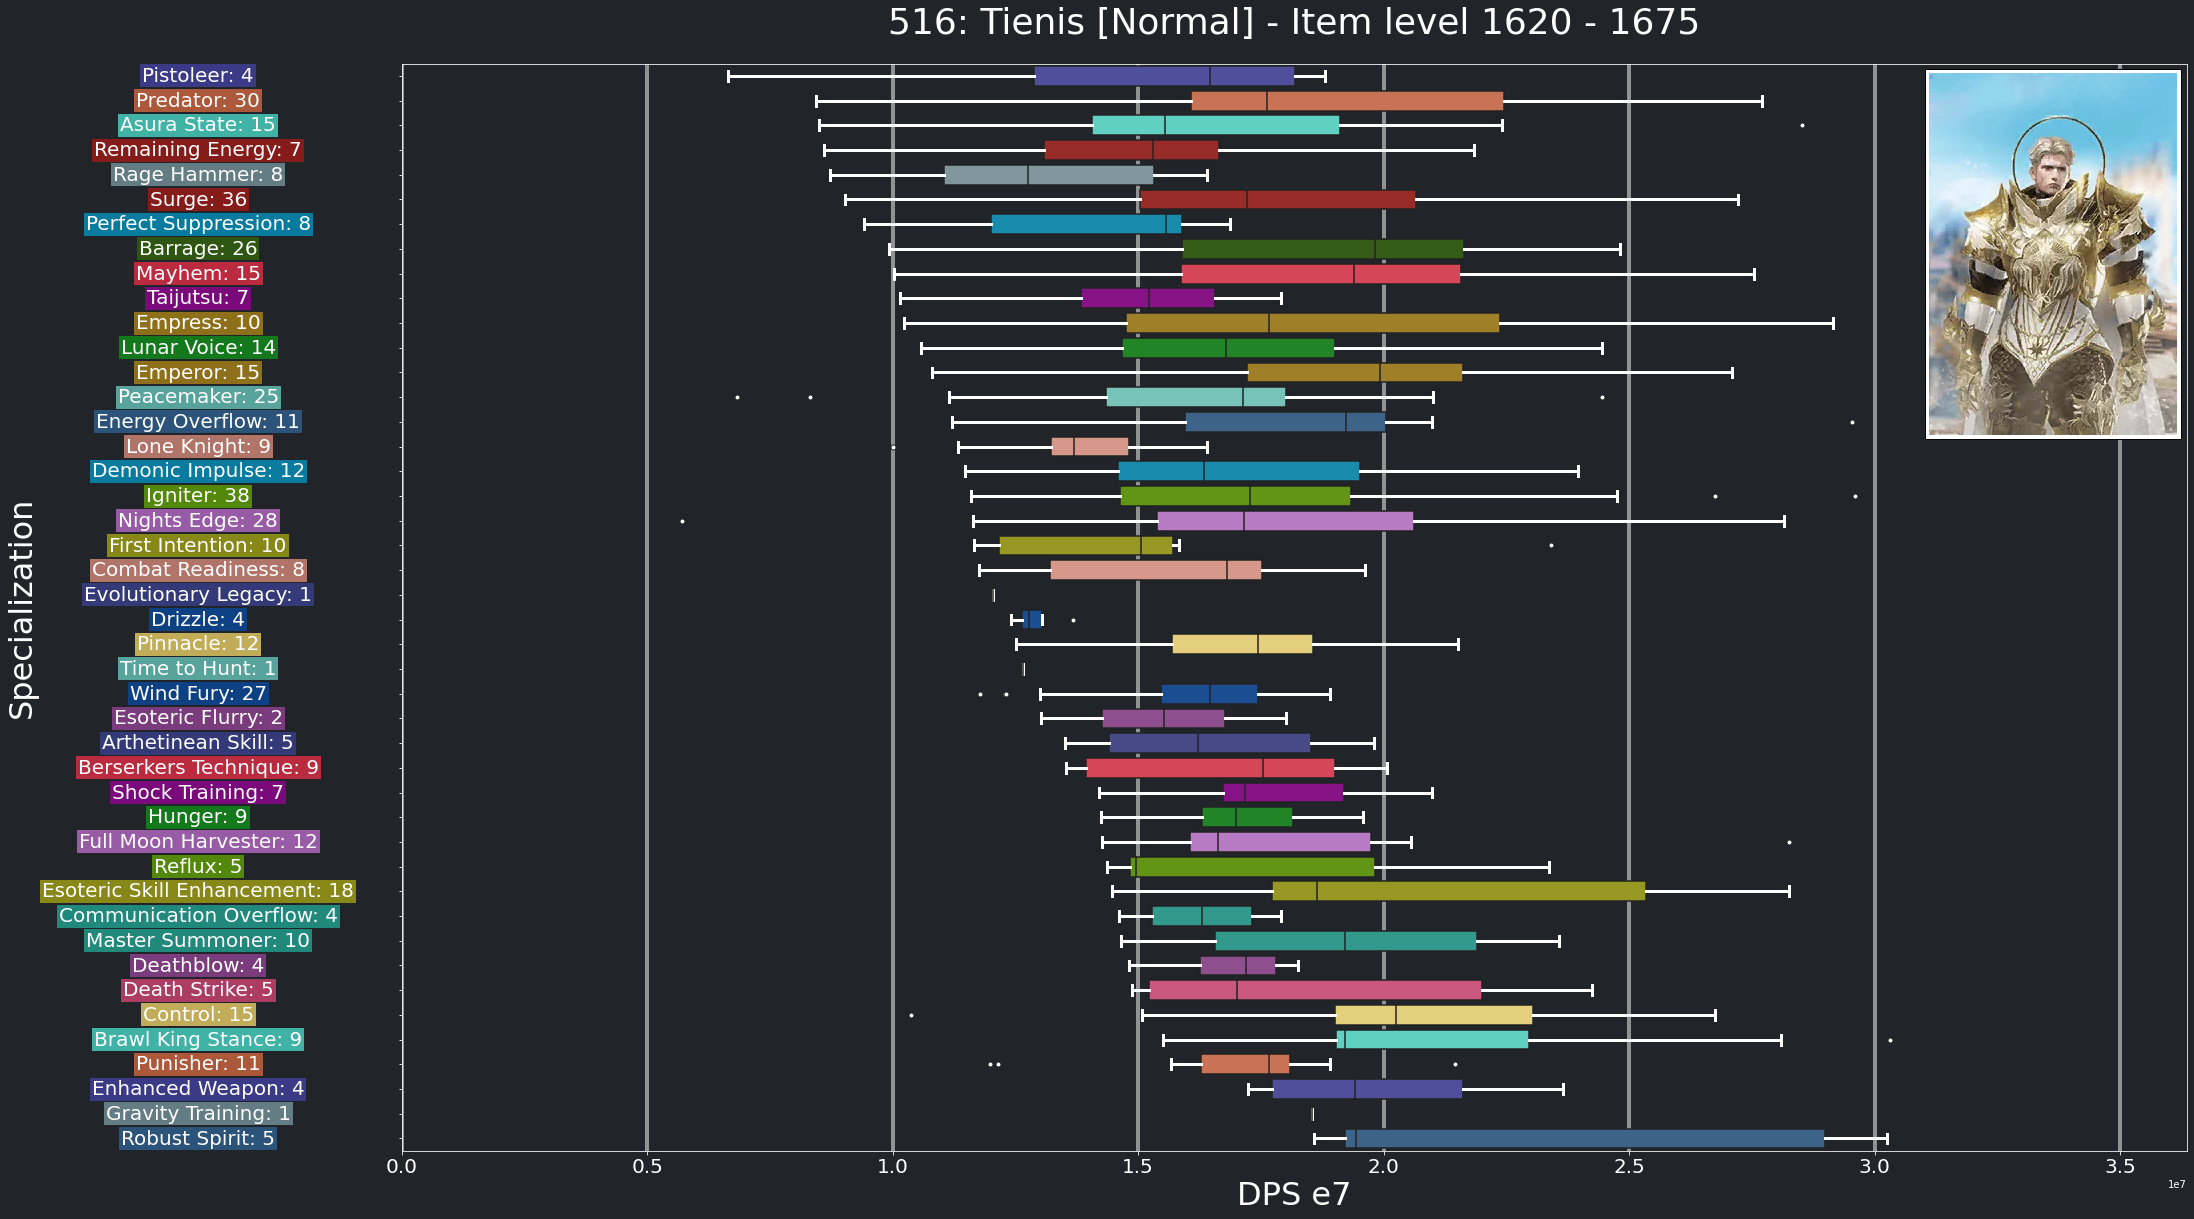 516: Tienis [Normal] - Item level 1620 - 1675
Pistoleer: 4
Predator: 30
Asura State: 15
Remaining Energy: 7
Rage Hammer: 8
Surge: 36
Perfect Suppression: 8
Barrage: 26
Mayhem: 15
Taijutsu: 7
Empress: 10
Lunar Voice: 14
Emperor: 15
Peacemaker: 25
Energy Overflow: 11
Lone Knight: 9
Demonic Impulse: 12
Igniter: 38
Nights Edge: 28
First Intention: 10
Combat Readiness: 8
Evolutionary Legacy: 1
Drizzle: 4
Pinnacle: 12
Time to Hunt: 1
Wind Fury: 27
Esoteric Flurry: 2
Arthetinean Skill: 5
Berserkers Technique: 9
Shock Training: 7
Hunger: 9
Full Moon Harvester: 12
Reflux: 5
Esoteric Skill Enhancement: 18
Communication Overflow: 4
Master Summoner: 10
Deathblow: 4
Death Strike: 5
Control: 15
Brawl King Stance: 9
Punisher: 11
Enhanced Weapon: 4
Gravity Training: 1
Robust Spirit: 5
Specialization
0.0 0.5 1.0 1.5 2.0 2.5 3.0 3.5
1e7
DPS e7